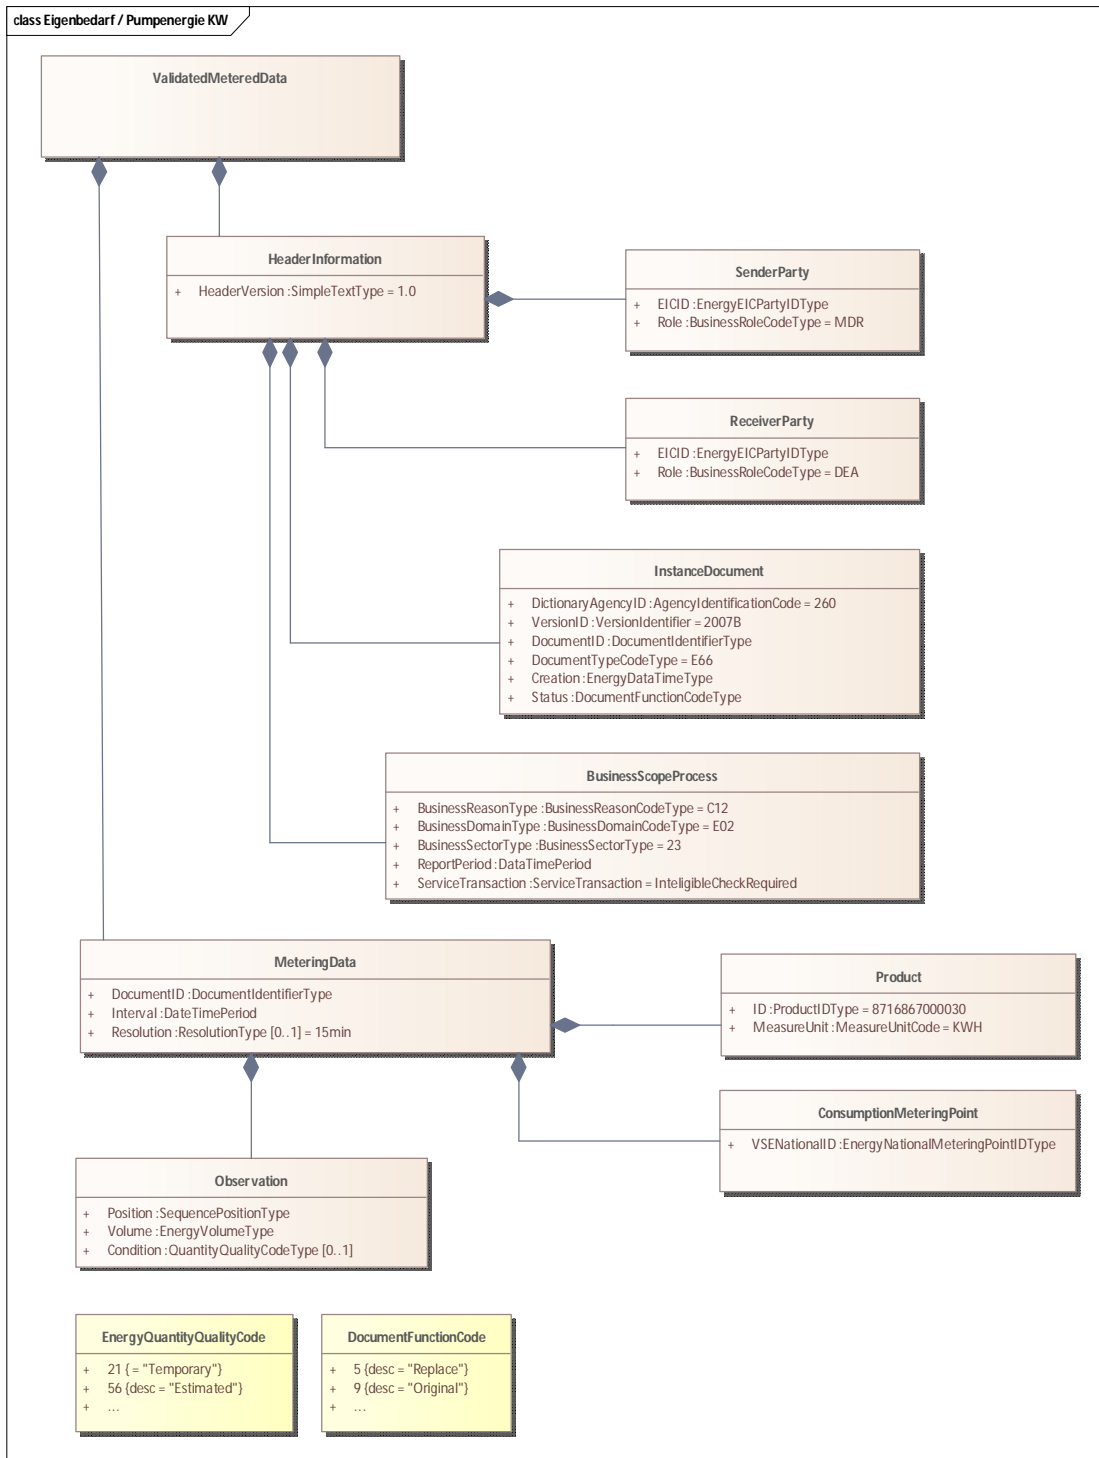 class Eigenbedarf / Pumpenergie KW
ValidatedMeteredData
HeaderInformation
+ HeaderVersion :SimpleTextType = 1.0
SenderParty
+ EICID :EnergyEICPartyIDType
+ Role :BusinessRoleCodeType = MDR
ReceiverParty
+ EICID :EnergyEICPartyIDType
+ Role :BusinessRoleCodeType = DEA
InstanceDocument
+ DictionaryAgencyID :AgencyIdentificationCode = 260
+ VersionID :VersionIdentifier = 2007B
+ DocumentID :DocumentIdentifierType
+ DocumentTypeCodeType = E66
+ Creation :EnergyDataTimeType
+ Status :DocumentFunctionCodeType
BusinessScopeProcess
+ BusinessReasonType :BusinessReasonCodeType = C12
+ BusinessDomainType :BusinessDomainCodeType = E02
+ BusinessSectorType :BusinessSectorType = 23
+ ReportPeriod :DataTimePeriod
+ ServiceTransaction :ServiceTransaction = InteligibleCheckRequired
MeteringData
+ DocumentID :DocumentIdentifierType
+ Interval :DateTimePeriod
+ Resolution :ResolutionType [0..1] = 15min
Product
+ ID :ProductIDType = 8716867000030
+ MeasureUnit :MeasureUnitCode = KWH
ConsumptionMeteringPoint
+ VSENationalID :EnergyNationalMeteringPointIDType
Observation
+ Position :SequencePositionType
+ Volume :EnergyVolumeType
+ Condition :QuantityQualityCodeType [0..1]
EnergyQuantityQualityCode
+ 21 { = "Temporary"}
+ 56 {desc = "Estimated"}
+ ...
DocumentFunctionCode
+ 5 {desc = "Replace"}
+ 9 {desc = "Original"}
+ ...